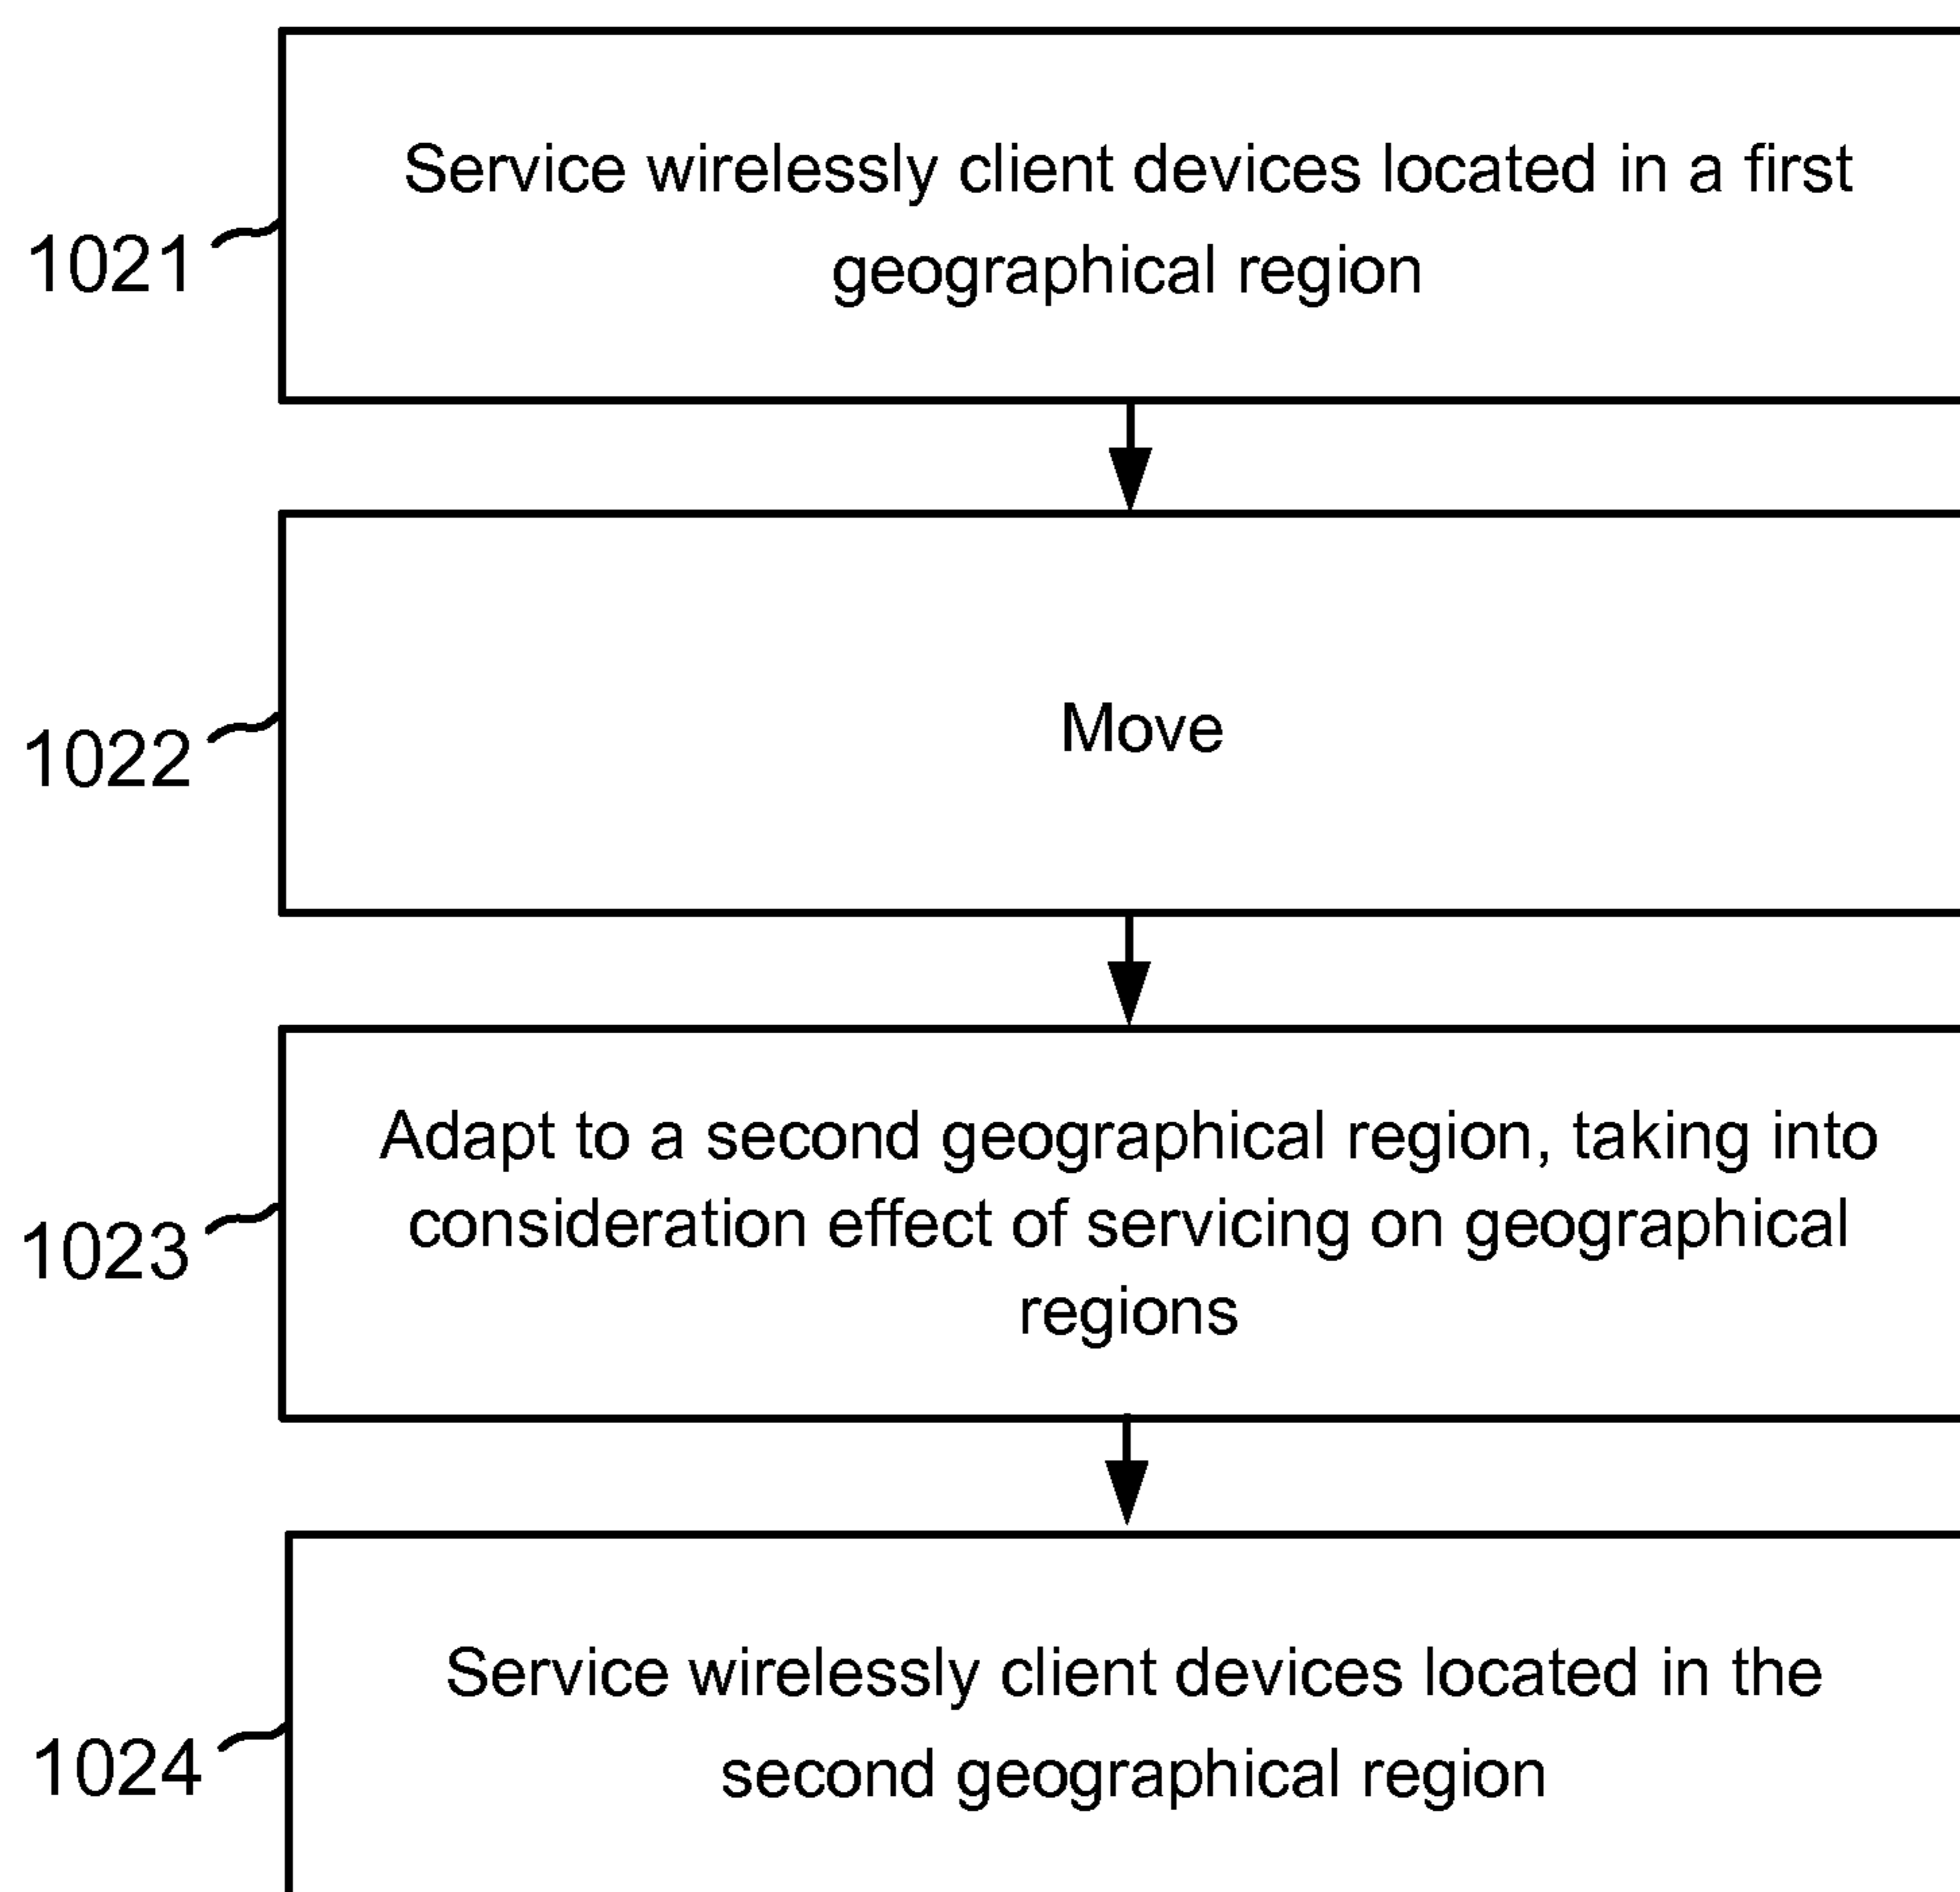 Service wirelessly client devices located in a first
geographical region
1021
Move
1022
Adapt to a second geographical region, taking into
consideration effect of servicing on geographical
regions
1023
Service wirelessly client devices located in the
second geographical region
1024